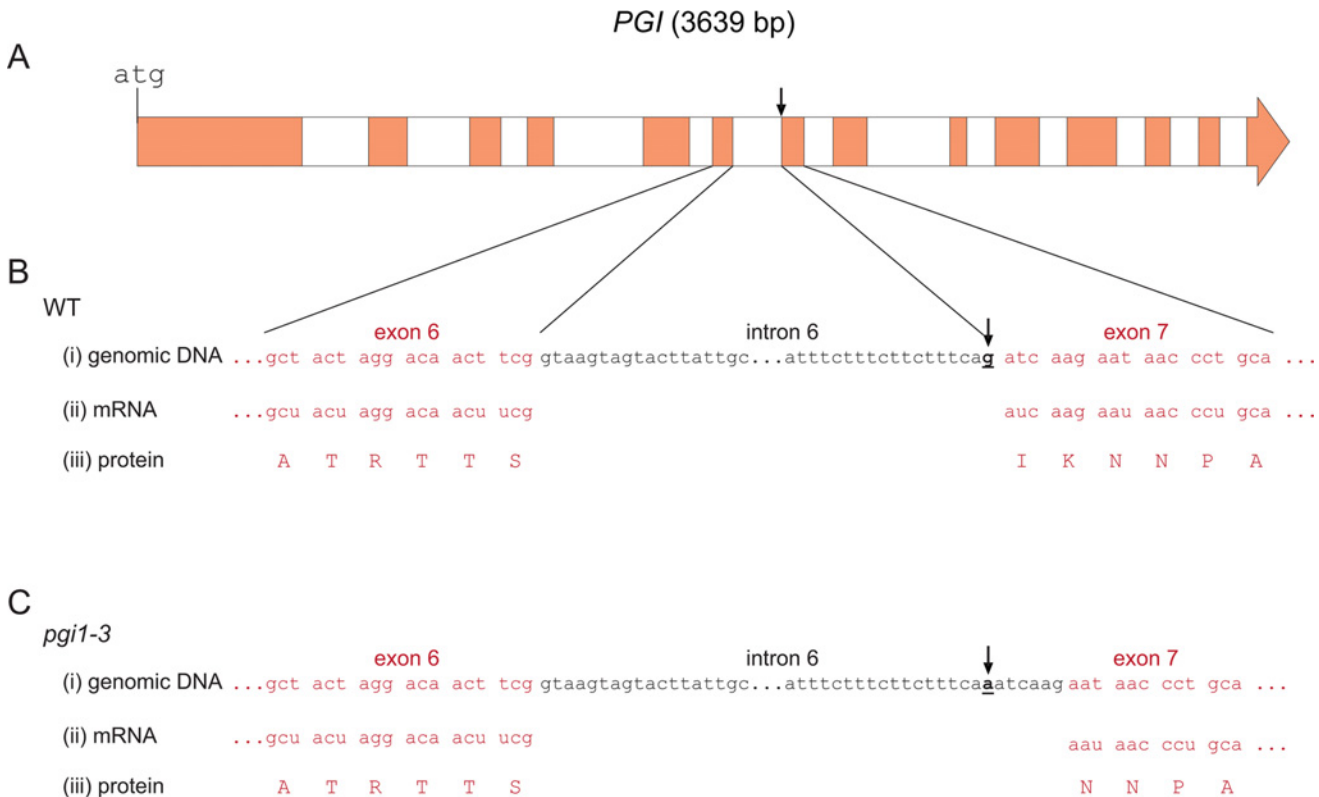 PGI (3639 bp)
A
atg
B
WT
exon 6 intron 6 exon 7
(i) genomic DNA ...gct act agg aca act tcg gtaagtagtacttattgc...atttctttcttctttcag atc aag aat aac cct gca ...
(ii) mRNA ...gcu acu agg aca acu ucg auc aag aau aac ccu gca ...
(iii) protein A T R T T S I K N N P A
C
pgi1-3
exon 6 intron 6 exon 7
(i) genomic DNA ...gct act agg aca act tcg gtaagtagtacttattgc...atttctttcttctttcaaatcaag aat aac cct gca ...
(ii) mRNA ...gcu acu agg aca acu ucg aau aac ccu gca ...
(iii) protein A T R T T S N N P A